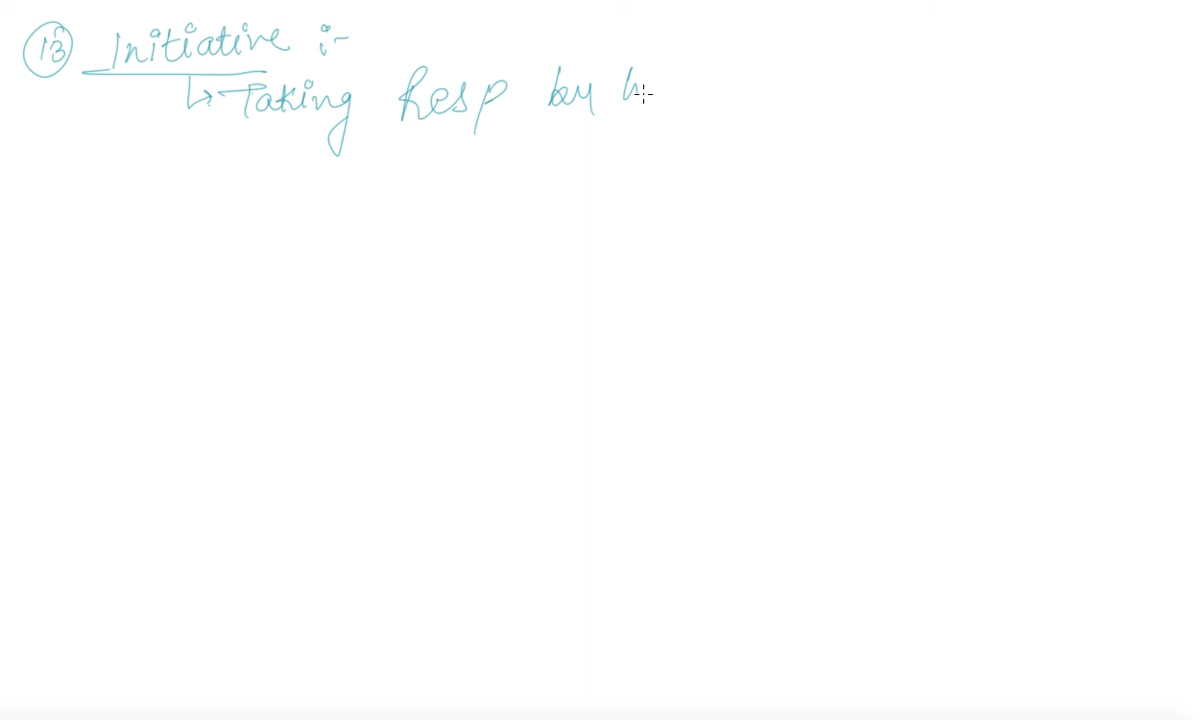 13 Initiative :-
↳ Taking Resp by